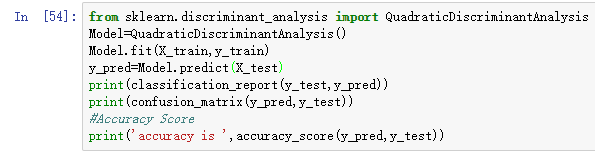 In [54]: from sklearn.discriminant_analysis import QuadraticDiscriminantAnalysis
Model=QuadraticDiscriminantAnalysis()
Model.fit(X_train,y_train)
y_pred=Model.predict(X_test)
print(classification_report(y_test,y_pred))
print(confusion_matrix(y_pred,y_test))
#Accuracy Score
print('accuracy is ',accuracy_score(y_pred,y_test))